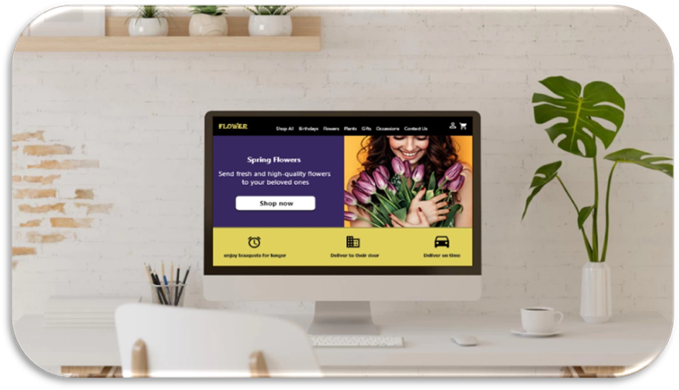 FLOWER
Shop All Birthdays Flowers Plants Gifts Occasions Contact Us
Spring Flowers
Send fresh and high-quality flowers
to your beloved ones
Shop now
enjoy bouquets for longer
Deliver to their door
Deliver on time